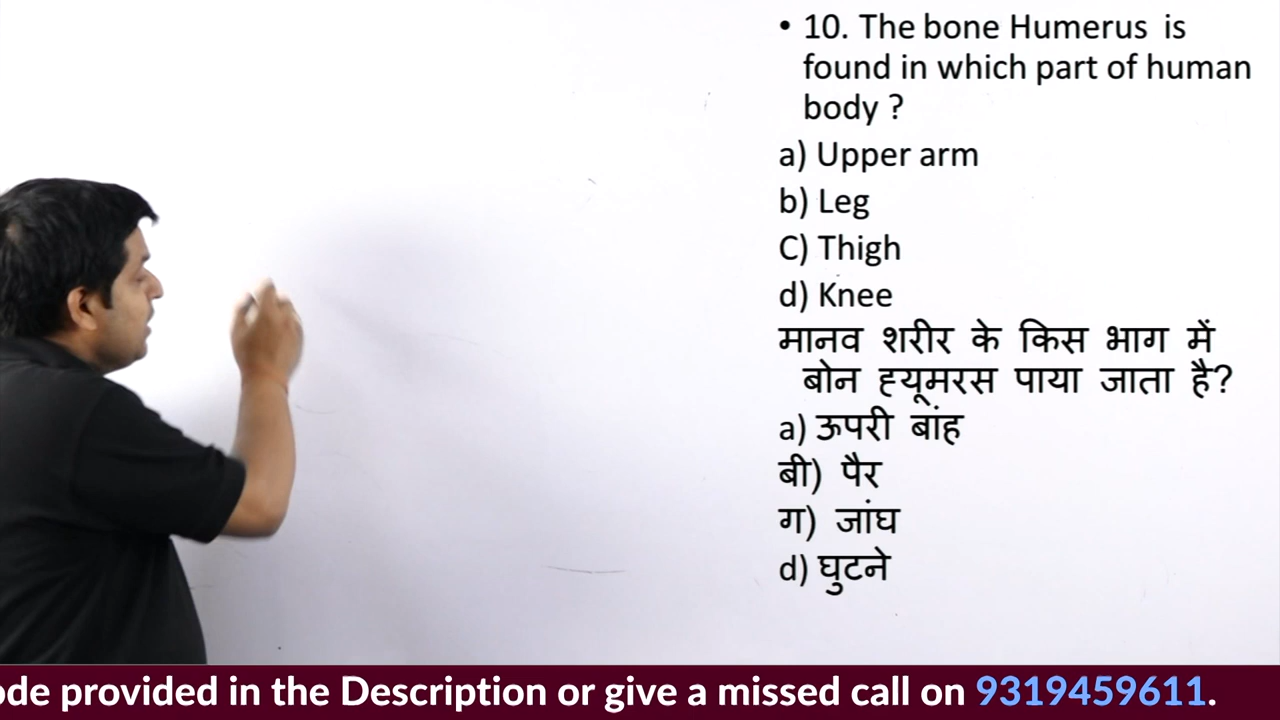 • 10. The bone Humerus is
found in which part of human
body ?
a) Upper arm
b) Leg
C) Thigh
d) Knee
मानव शरीर के किस भाग में
बोन ह्यूमरस पाया जाता है?
a) ऊपरी बांह
बी) पैर
ग) जांघ
d) घुटने
ode provided in the Description or give a missed call on 9319459611.